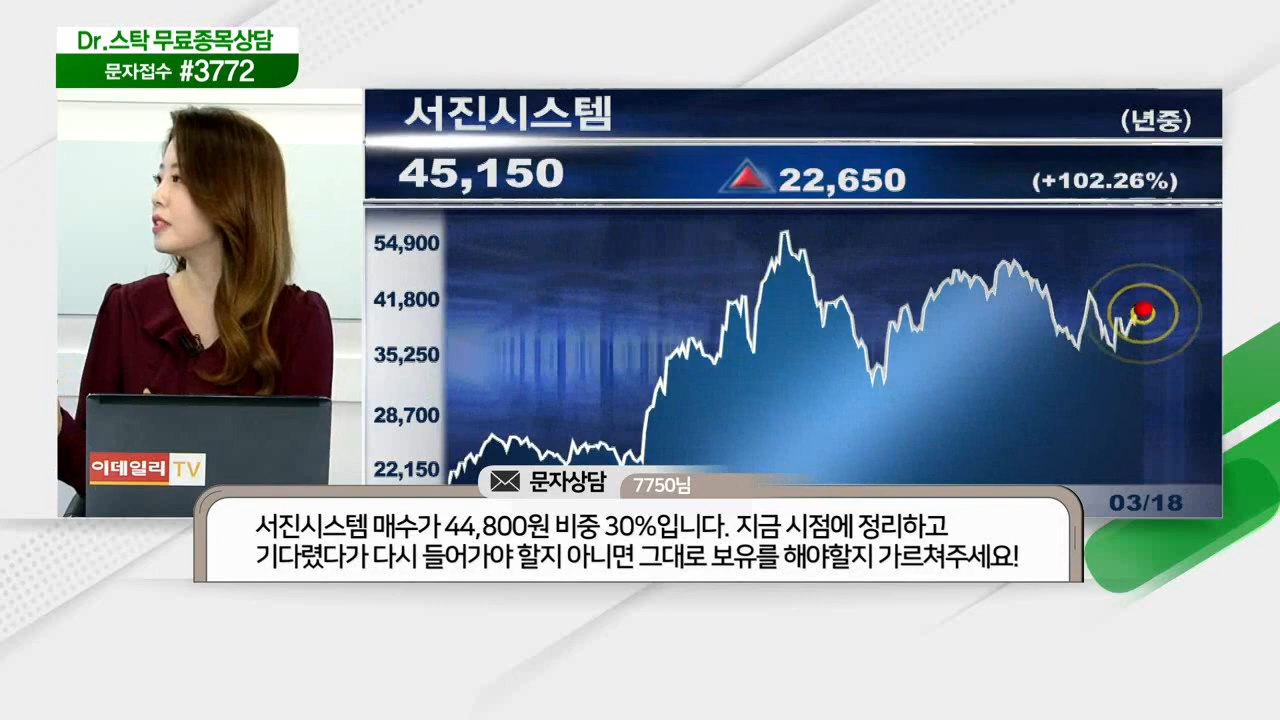 Dr.스탁 무료종목상담
문자접수 #3772
서진시스템 (년중)
45,150 22,650 (+102.26%)
54,900
41,800
35,250
28,700
22,150
03/18
이데일리 TV
문자상담 7750님
서진시스템 매수가 44,800원 비중 30%입니다. 지금 시점에 정리하고
기다렸다가 다시 들어가야 할지 아니면 그대로 보유를 해야할지 가르쳐주세요!